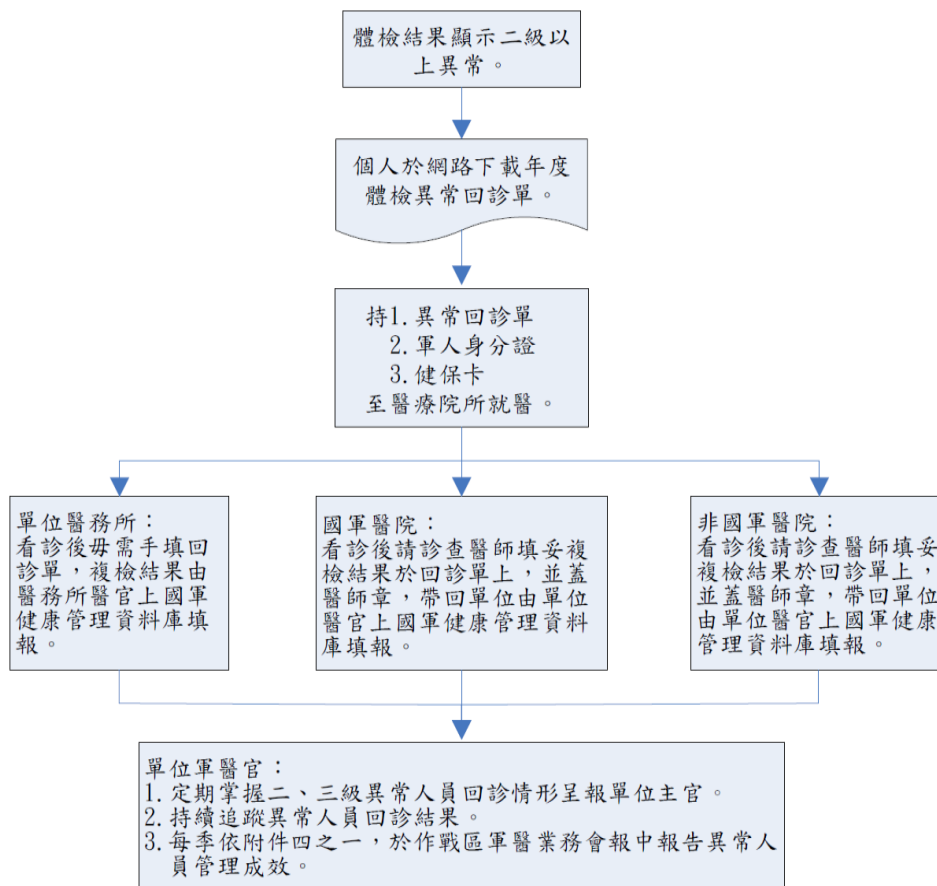 體檢結果顯示二級以
上異常。
個人於網路下載年度
體檢異常回診單。
持1.異常回診單
2.軍人身分證
3.健保卡
至醫療院所就醫。
單位醫務所：
看診後毋需手填回
診單，複檢結果由
醫務所醫官上國軍
健康管理資料庫填
報。
國軍醫院：
看診後請診查醫師填妥複
檢結果於回診單上，並蓋
醫師章，帶回單位由單位
醫官上國軍健康管理資料
庫填報。
非國軍醫院：
看診後請診查醫師填妥
複檢結果於回診單上，
並蓋醫師章，帶回單位
由單位醫官上國軍健康
管理資料庫填報。
單位軍醫官：
1.定期掌握二、三級異常人員回診情形呈報單位主官。
2.持續追蹤異常人員回診結果。
3.每季依附件四之一，於作戰區軍醫業務會報中報告異常人
員管理成效。